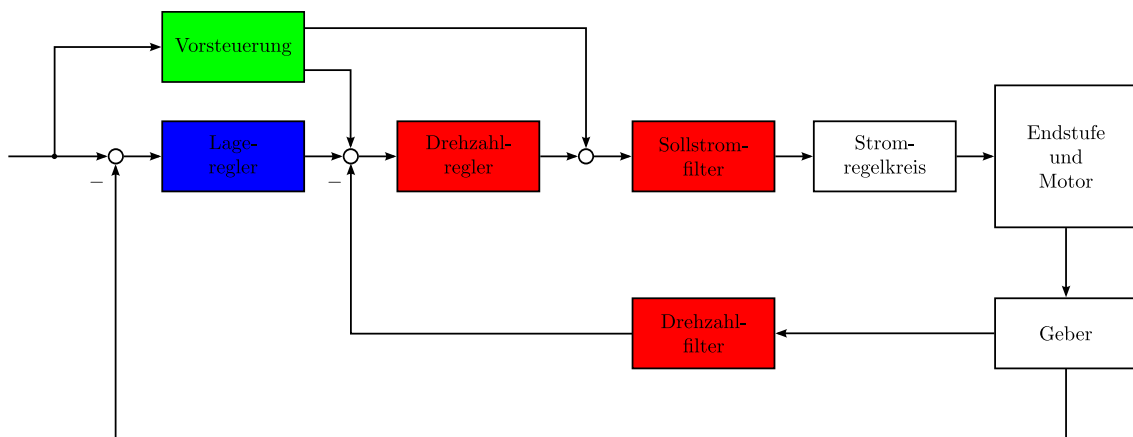 Vorsteuerung
Lage-
regler
Drehzahl-
regler
Sollstrom-
filter
Strom-
regelkreis
Endstufe
und
Motor
−
−
Drehzahl-
filter
Geber